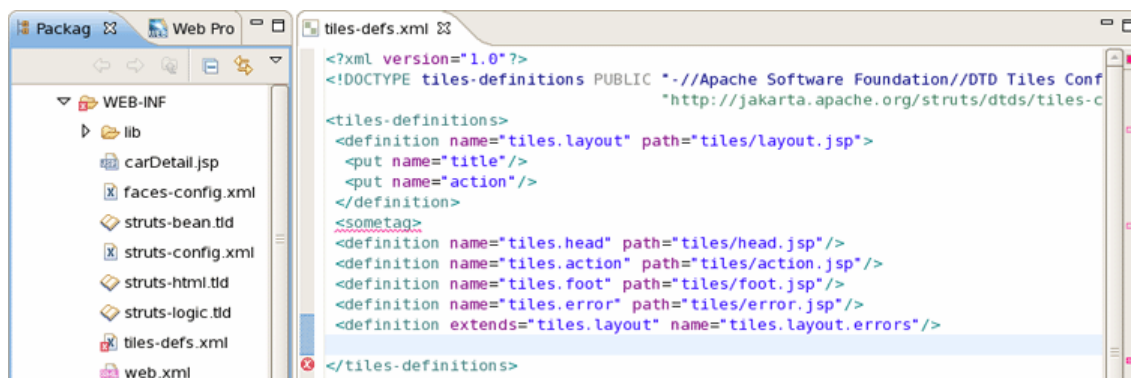 Packag
Web Pro
WEB-INF
lib
carDetail.jsp
faces-config.xml
struts-bean.tld
struts-config.xml
struts-html.tld
struts-logic.tld
tiles-defs.xml
web.xml
tiles-defs.xml
<?xml version="1.0"?>
<!DOCTYPE tiles-definitions PUBLIC "-//Apache Software Foundation//DTD Tiles Conf
"http://jakarta.apache.org/struts/dtds/tiles-c
<tiles-definitions>
<definition name="tiles.layout" path="tiles/layout.jsp">
<put name="title"/>
<put name="action"/>
</definition>
<sometag>
<definition name="tiles.head" path="tiles/head.jsp"/>
<definition name="tiles.action" path="tiles/action.jsp"/>
<definition name="tiles.foot" path="tiles/foot.jsp"/>
<definition name="tiles.error" path="tiles/error.jsp"/>
<definition extends="tiles.layout" name="tiles.layout.errors"/>
</tiles-definitions>